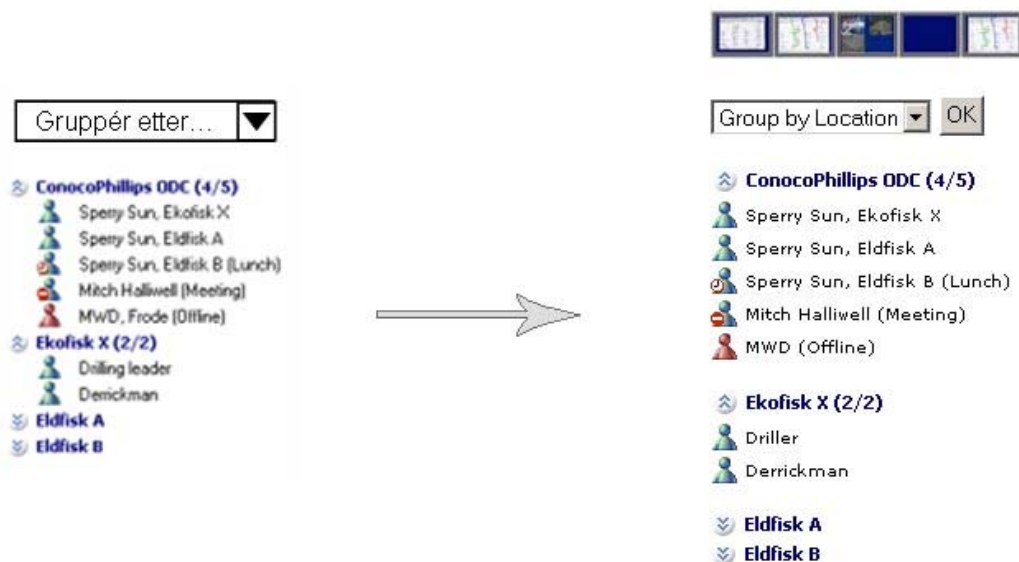 Gruppér etter...
ConocoPhillips ODC (4/5)
Sperry Sun, Ekofisk X
Sperry Sun, Eldfisk A
Sperry Sun, Eldfisk B (Lunch)
Mitch Halliwell (Meeting)
MWD, Frode (Offline)
Ekofisk X (2/2)
Drilling leader
Derrickman
Eldfisk A
Eldfisk B
Group by Location OK
ConocoPhillips ODC (4/5)
Sperry Sun, Ekofisk X
Sperry Sun, Eldfisk A
Sperry Sun, Eldfisk B (Lunch)
Mitch Halliwell (Meeting)
MWD (Offline)
Ekofisk X (2/2)
Driller
Derrickman
Eldfisk A
Eldfisk B